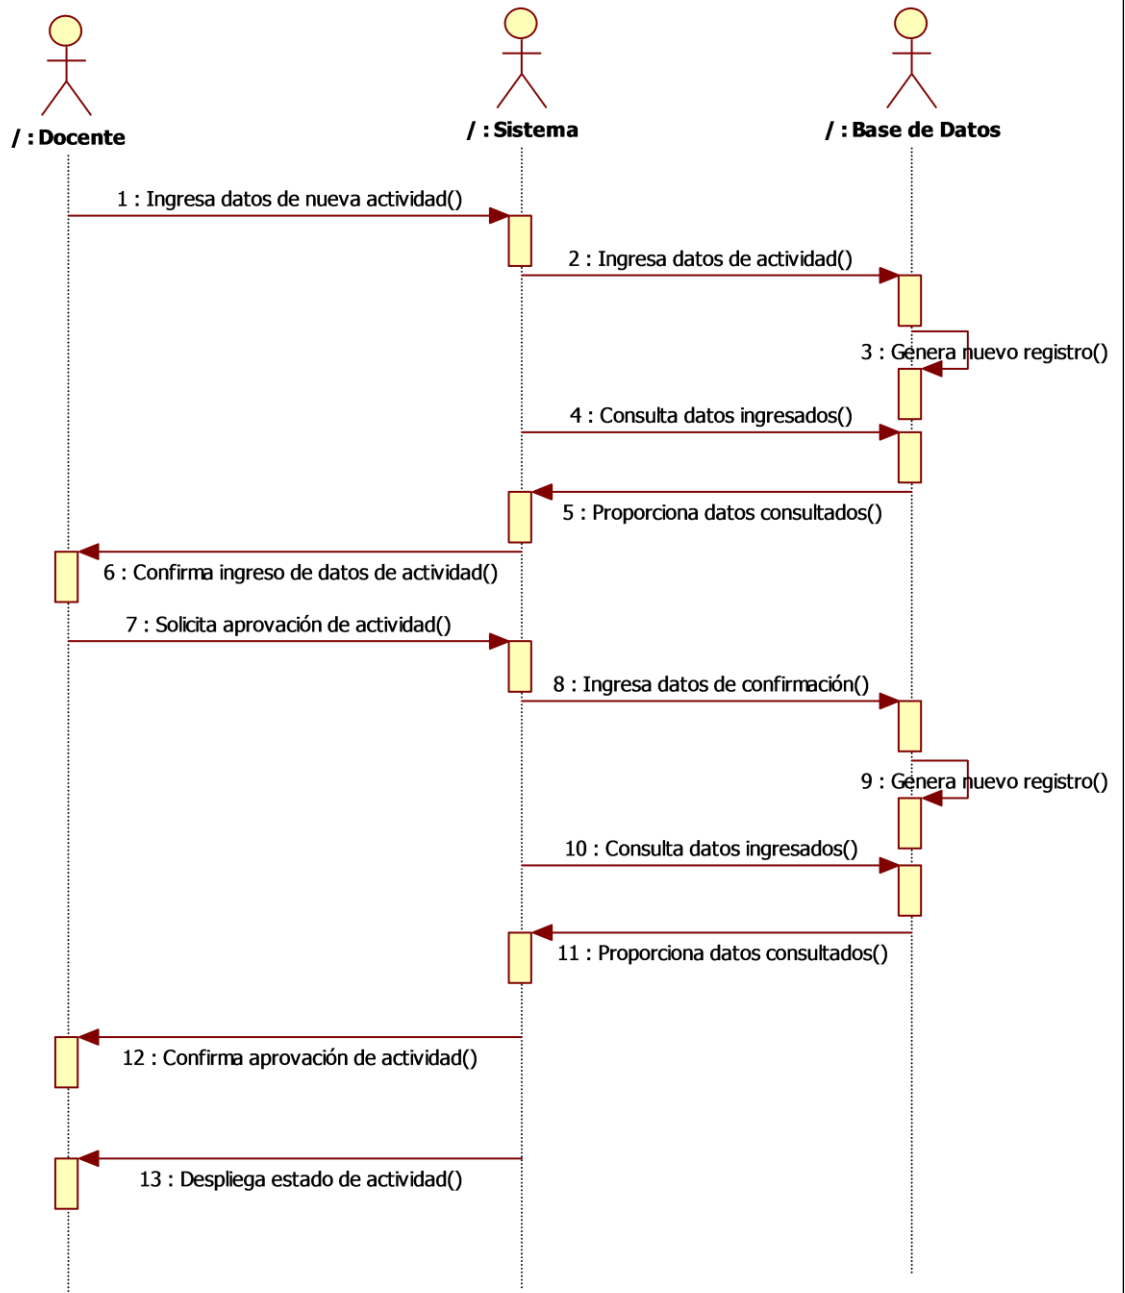 / : Docente
/ : Sistema
/ : Base de Datos
1 : Ingresa datos de nueva actividad()
2 : Ingresa datos de actividad()
3 : Genera nuevo registro()
4 : Consulta datos ingresados()
5 : Proporciona datos consultados()
6 : Confirma ingreso de datos de actividad()
7 : Solicita aprovación de actividad()
8 : Ingresa datos de confirmación()
9 : Genera nuevo registro()
10 : Consulta datos ingresados()
11 : Proporciona datos consultados()
12 : Confirma aprovación de actividad()
13 : Despliega estado de actividad()